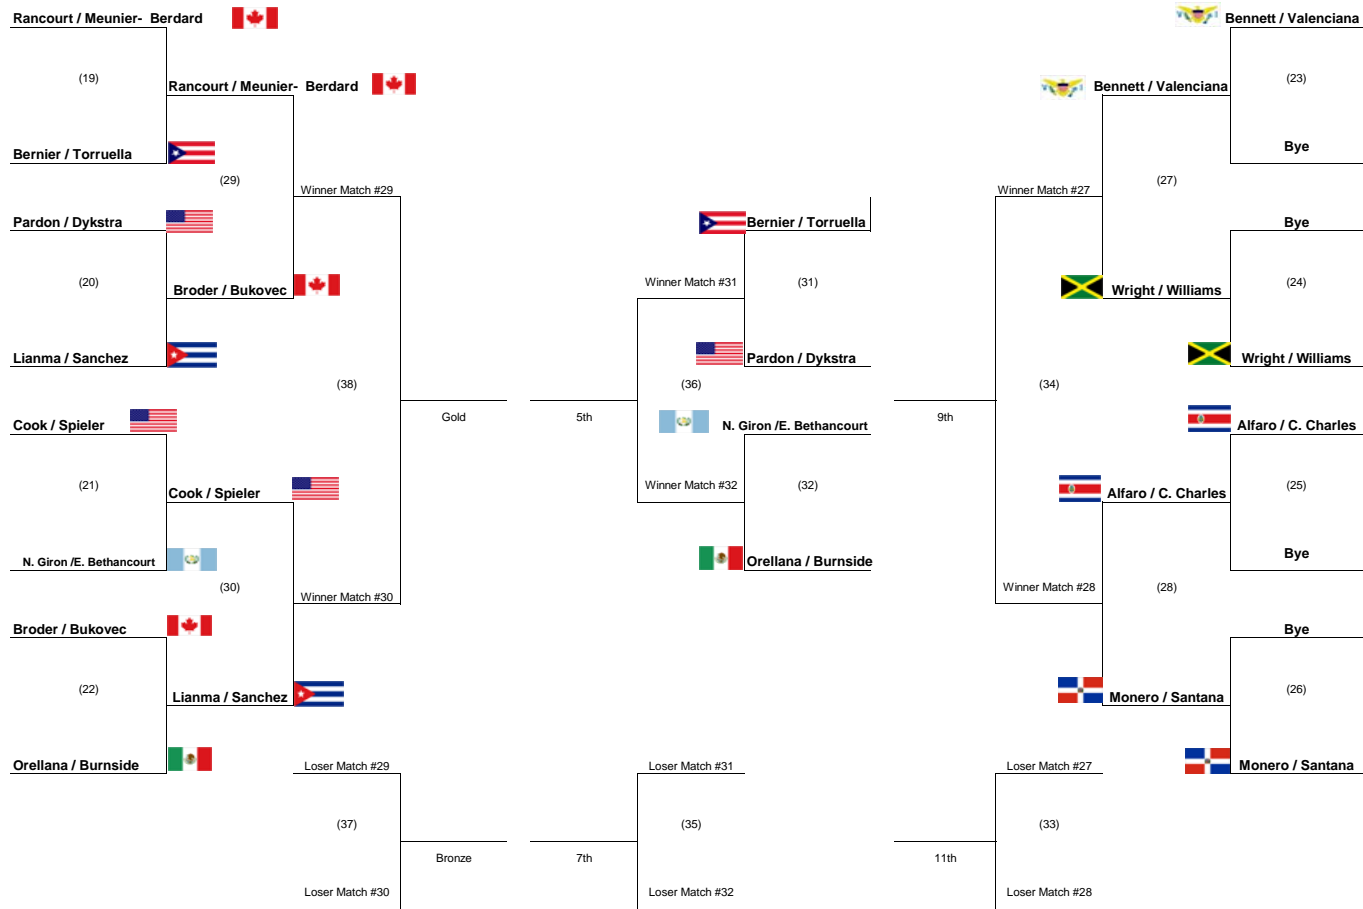 Rancourt / Meunier- Berdard
Bennett / Valenciana
(19)
Rancourt / Meunier- Berdard
Bennett / Valenciana
(23)
Bernier / Torruella
Bye
(29)
Winner Match #29
Winner Match #27
(27)
Pardon / Dykstra
Bernier / Torruella
Bye
(20)
Broder / Bukovec
Winner Match #31
(31)
Wright / Williams
(24)
Lianma / Sanchez
Pardon / Dykstra
Wright / Williams
(38)
(36)
(34)
Gold
5th
9th
Cook / Spieler
N. Giron /E. Bethancourt
Alfaro / C. Charles
(21)
Cook / Spieler
Winner Match #32
(32)
Alfaro / C. Charles
(25)
N. Giron /E. Bethancourt
Orellana / Burnside
Bye
(30)
Winner Match #30
Winner Match #28
(28)
Broder / Bukovec
Bye
(22)
Lianma / Sanchez
Monero / Santana
(26)
Orellana / Burnside
Loser Match #29
Loser Match #31
Loser Match #27
Monero / Santana
(37)
(35)
(33)
Bronze
7th
11th
Loser Match #30
Loser Match #32
Loser Match #28